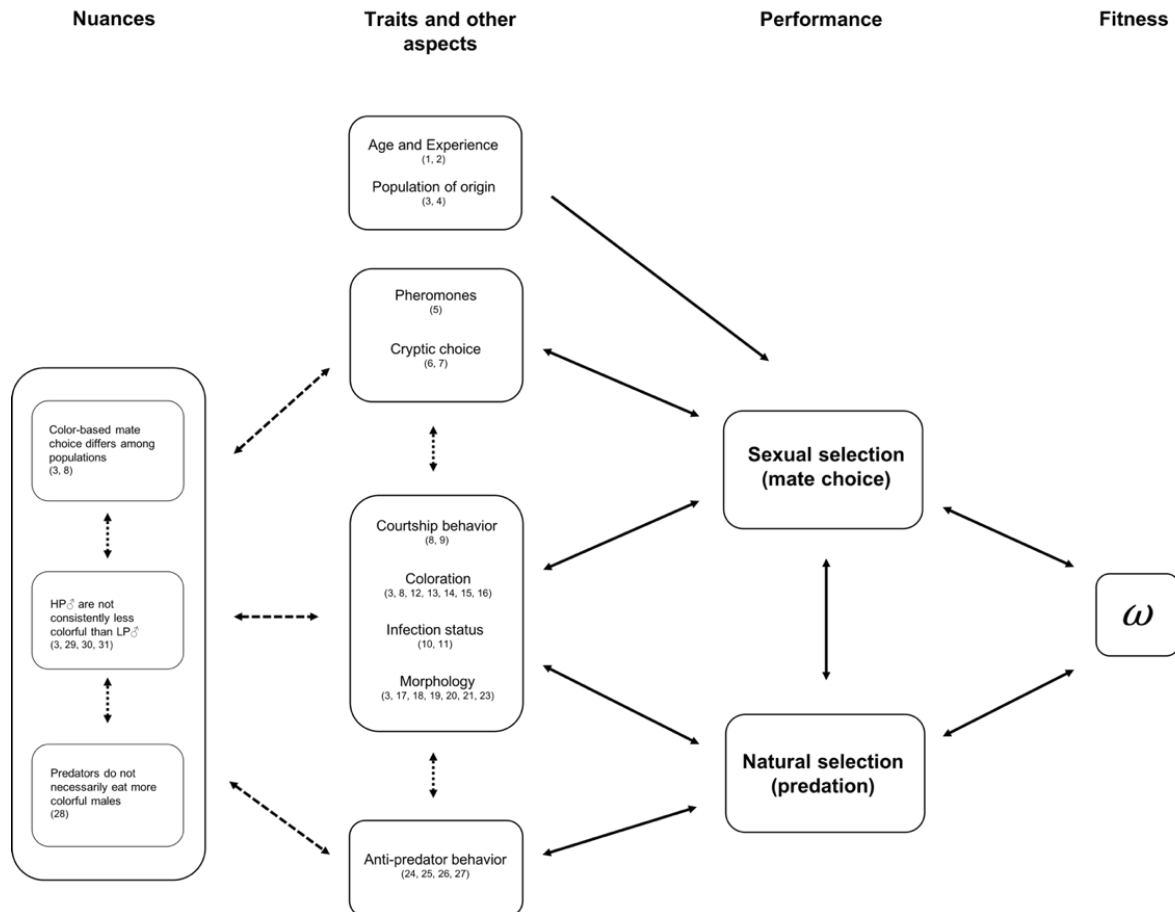 Nuances
Traits and other
aspects
Performance
Fitness
Age and Experience
(1, 2)
Population of origin
(3, 4)
Pheromones
(5)
Cryptic choice
(6, 7)
Color-based mate
choice differs among
populations
(3, 8)
HP♂ are not
consistently less
colorful than LP♂
(3, 29, 30, 31)
Predators do not
necessarily eat more
colorful males
(28)
Courtship behavior
(8, 9)
Coloration
(3, 8, 12, 13, 14, 15, 16)
Infection status
(10, 11)
Morphology
(3, 17, 18, 19, 20, 21, 23)
Anti-predator behavior
(24, 25, 26, 27)
Sexual selection
(mate choice)
Natural selection
(predation)
ω